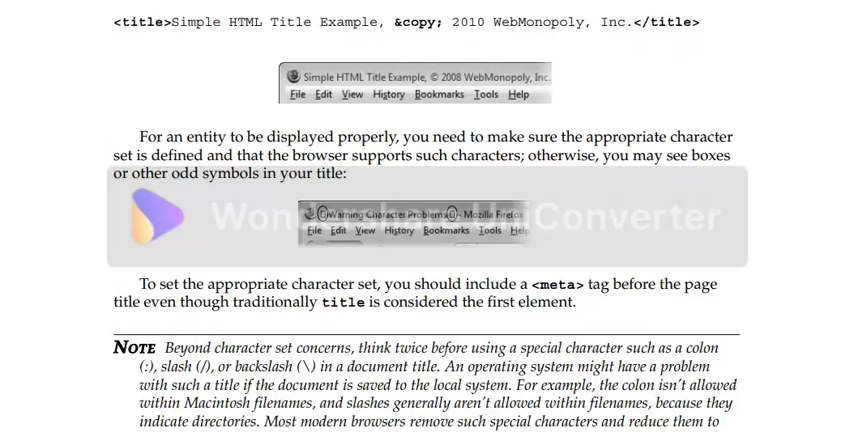 <title>Simple HTML Title Example, &copy; 2010 WebMonopoly, Inc.</title>
Simple HTML Title Example, © 2008 WebMonopoly, Inc.
File Edit View History Bookmarks Tools Help
For an entity to be displayed properly, you need to make sure the appropriate character
set is defined and that the browser supports such characters; otherwise, you may see boxes
or other odd symbols in your title:
Wondershare UniConverter
Warning Character Problems - Mozilla Firefox
File Edit View History Bookmarks Tools Help
To set the appropriate character set, you should include a <meta> tag before the page
title even though traditionally title is considered the first element.
NOTE Beyond character set concerns, think twice before using a special character such as a colon
(:), slash (/), or backslash (\) in a document title. An operating system might have a problem
with such a title if the document is saved to the local system. For example, the colon isn't allowed
within Macintosh filenames, and slashes generally aren't allowed within filenames, because they
indicate directories. Most modern browsers remove such special characters and reduce them to